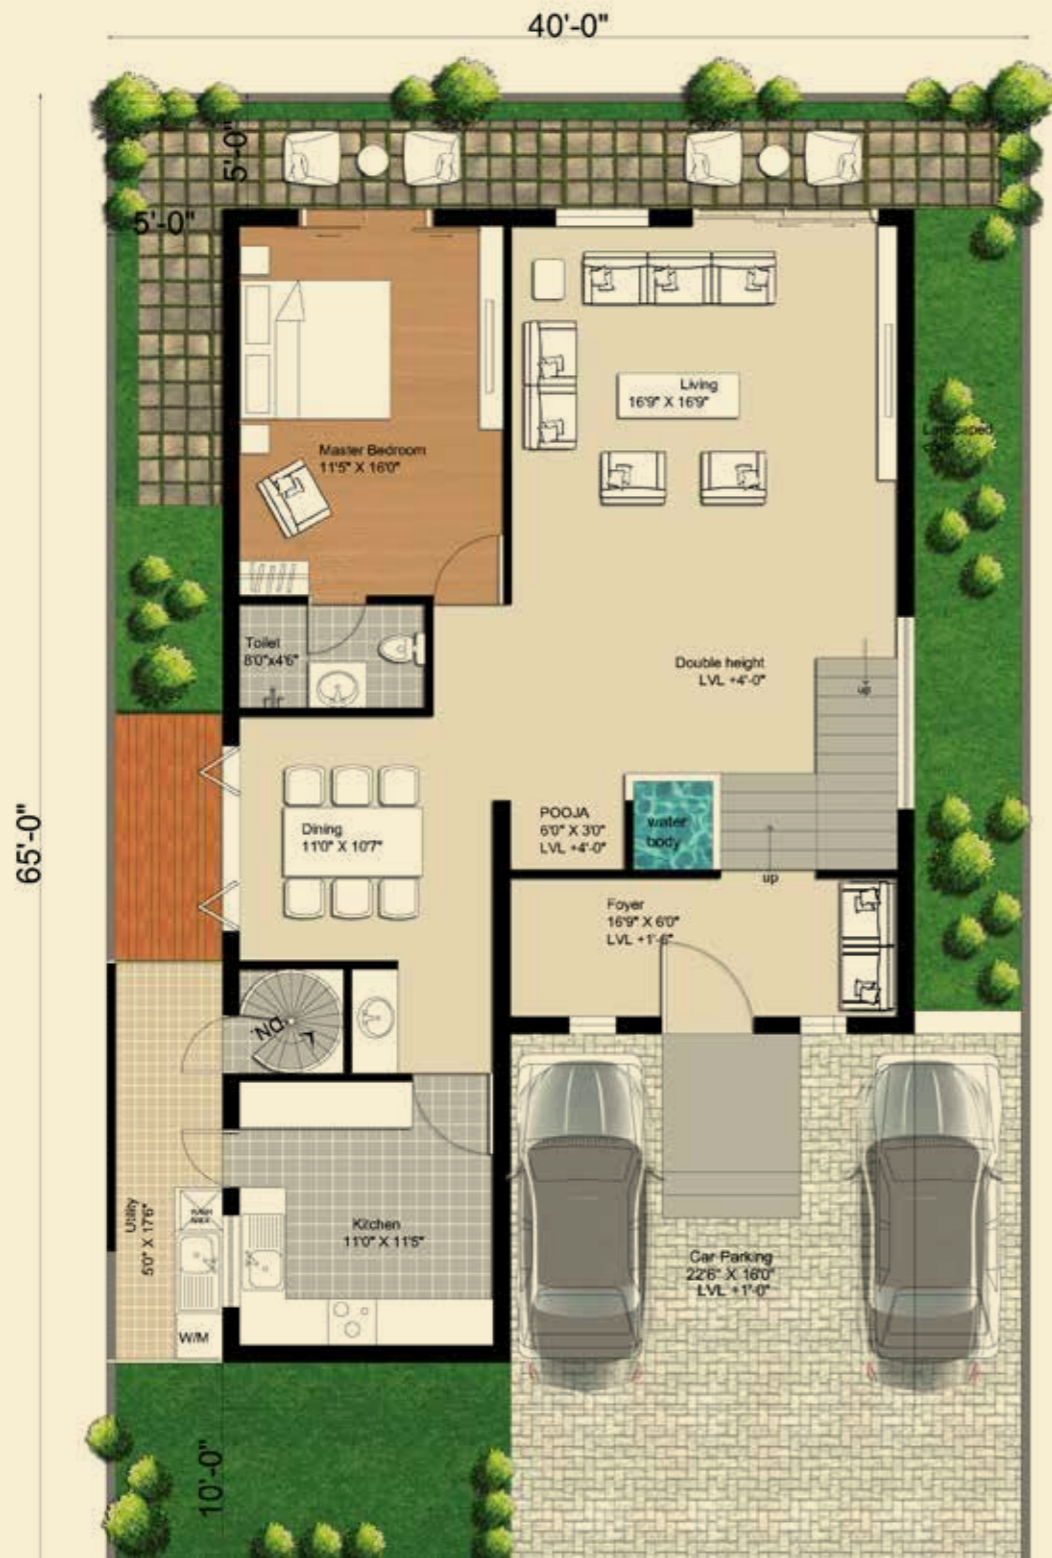 40'-0"
5'-0"
5'-0"
65'-0"
Living
16'9" X 16'9"
Master Bedroom
11'5" X 16'0"
Toilet
8'0"x4'6"
Double height
LVL +4'-0"
up
POOJA
6'0" X 3'0"
LVL +4'-0"
water
body
up
Dining
11'0" X 10'7"
Foyer
16'9" X 6'0"
LVL +1'-6"
DN.
Utility
5'0" X 17'6"
Kitchen
11'0" X 11'5"
W/M
Car Parking
22'6" X 16'0"
LVL +1'-0"
10'-0"